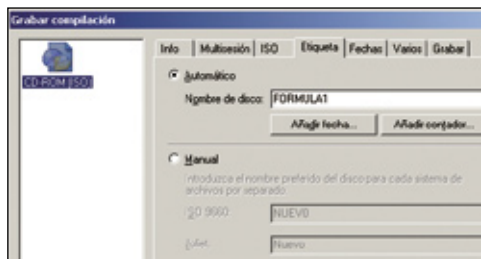 Grabar compilación
CD-ROM (ISO)
Info Multisesión ISO Etiqueta Fechas Varios Grabar
Automático
Nombre de disco: FORMULA1
Añadir fecha... Añadir contador...
Manual
Introduzca el nombre preferido del disco para cada sistema de
archivos por separado:
ISO 9660: NUEVO
Joliet: Nuevo